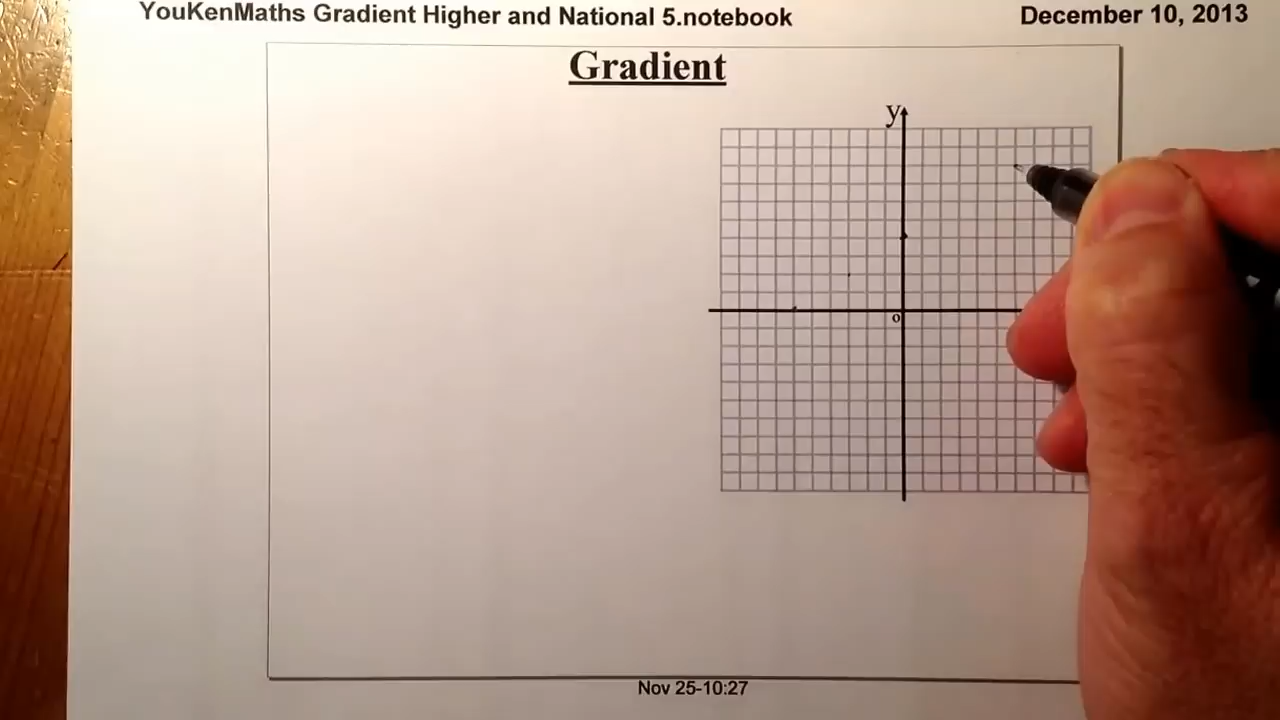 YouKenMaths Gradient Higher and National 5.notebook
December 10, 2013
Gradient
y
o
Nov 25-10:27